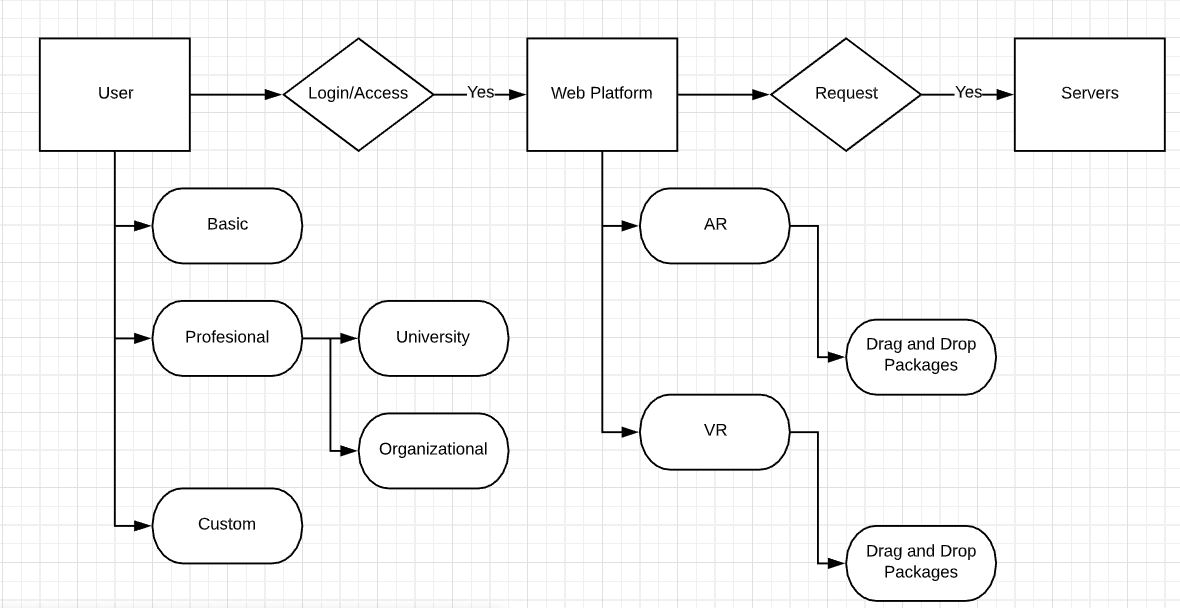 User
Login/Access
Yes
Web Platform
Request
Yes
Servers
Basic
Profesional
University
Organizational
Custom
AR
Drag and Drop
Packages
VR
Drag and Drop
Packages